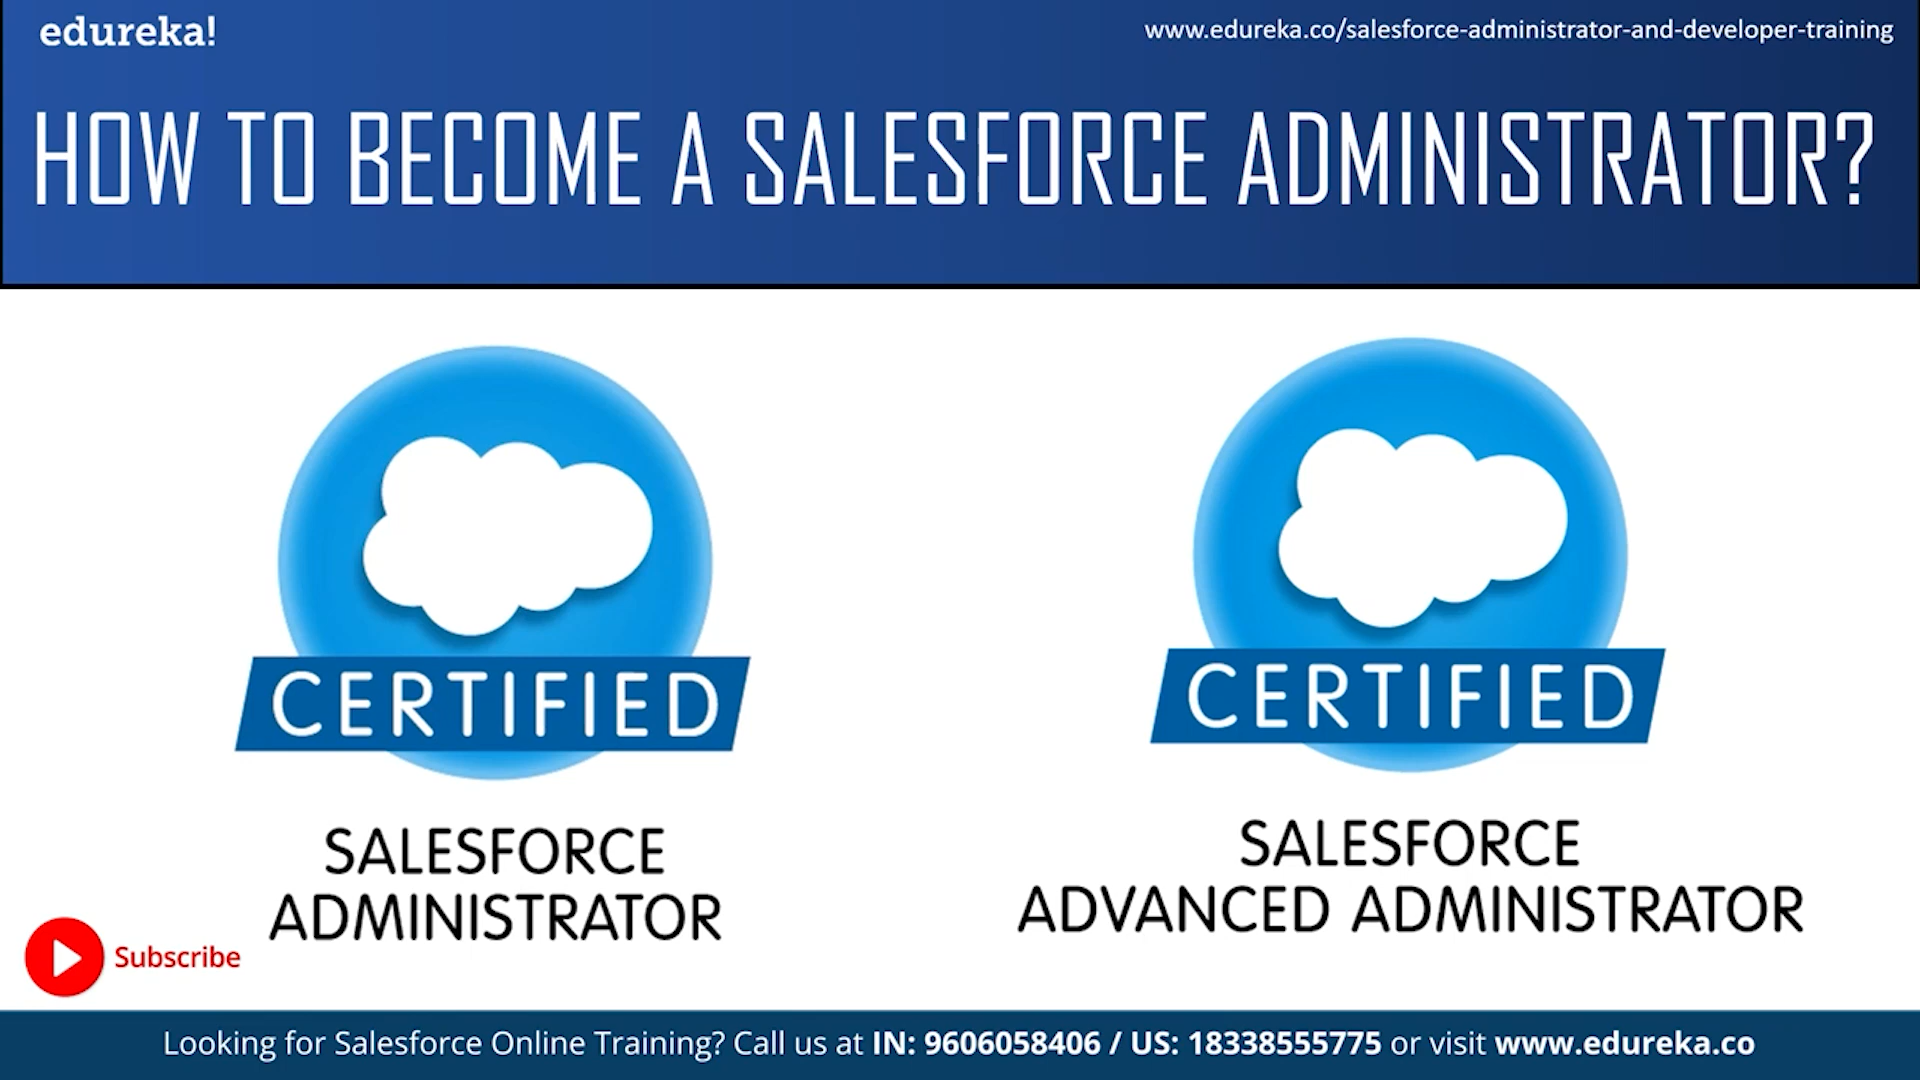 edureka!
www.edureka.co/salesforce-administrator-and-developer-training
HOW TO BECOME A SALESFORCE ADMINISTRATOR?
CERTIFIED
SALESFORCE
ADMINISTRATOR
CERTIFIED
SALESFORCE
ADVANCED ADMINISTRATOR
Subscribe
Looking for Salesforce Online Training? Call us at IN: 9606058406 / US: 18338555775 or visit www.edureka.co